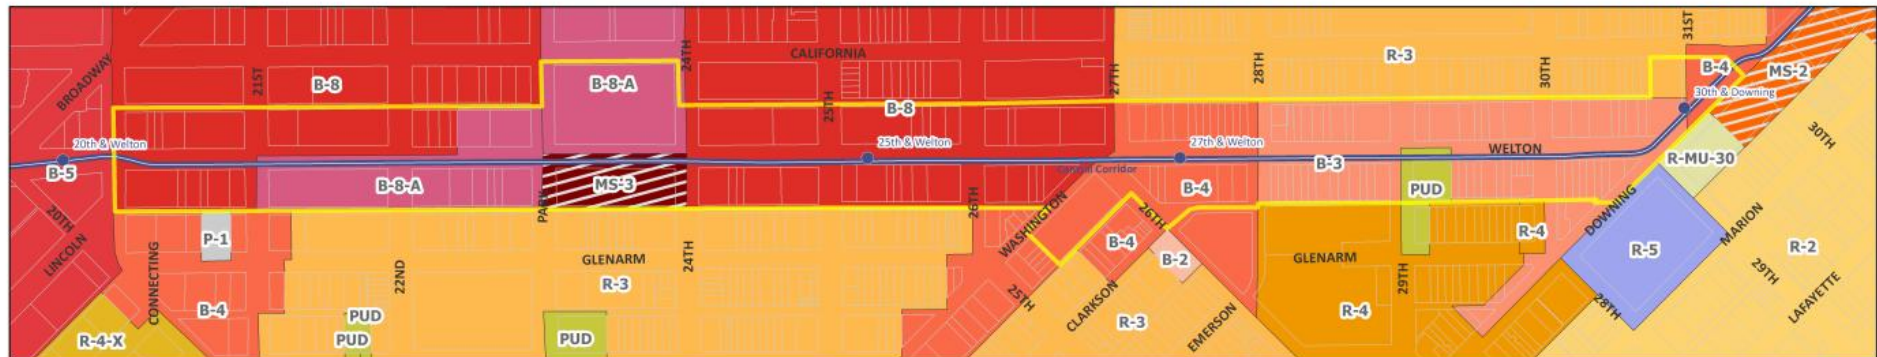 BROADWAY
21ST
B-8
B-8-A
24TH
CALIFORNIA
25TH
B-8
27TH
28TH
R-3
30TH
31ST
B-4
MS-2
30th & Downing
30TH
20th & Welton
B-5
25th & Welton
27th & Welton
Central Corridor
WELTON
B-3
R-MU-30
B-8-A
PARK
MS-3
26TH
B-4
PUD
20TH
LINCOLN
P-1
CONNECTING
B-4
22ND
GLENARM
R-3
24TH
WASHINGTON
26TH
B-4
B-2
GLENARM
29TH
R-4
DOWNING
R-5
MARION
R-2
29TH
LAFAYETTE
R-4-X
PUD
PUD
PUD
25TH
CLARKSON
R-3
EMERSON
R-4
28TH